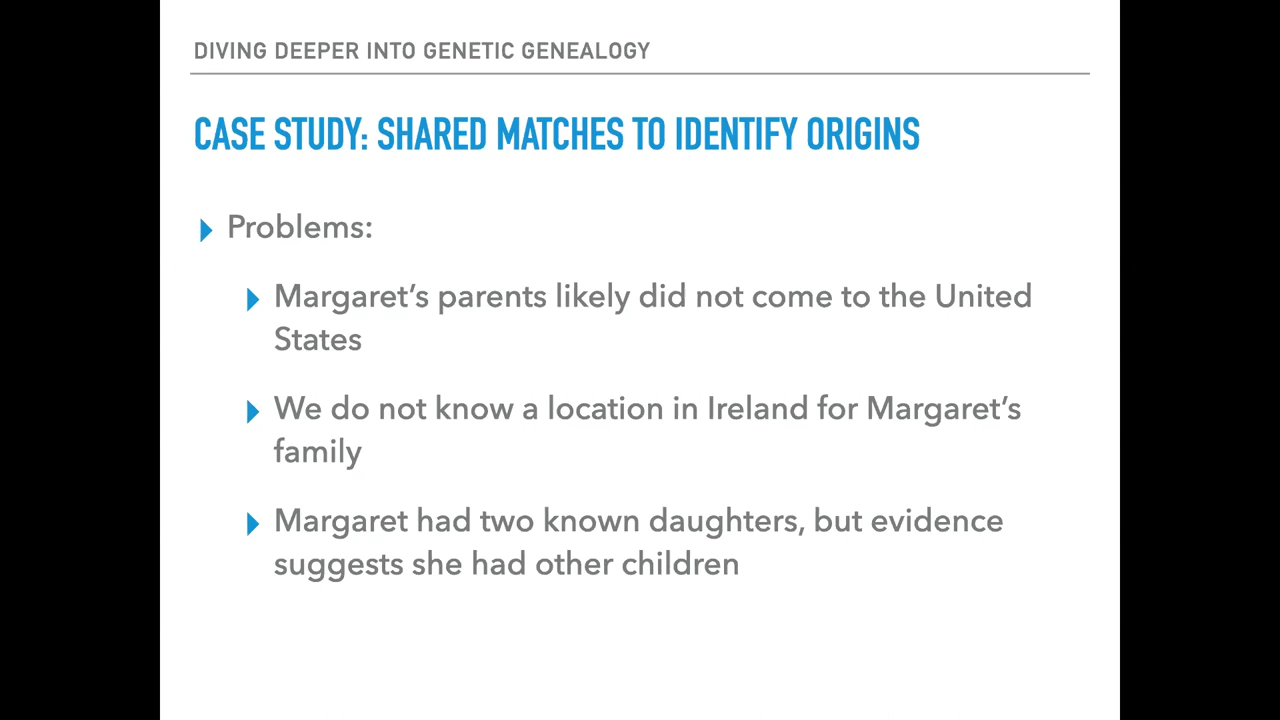 DIVING DEEPER INTO GENETIC GENEALOGY
CASE STUDY: SHARED MATCHES TO IDENTIFY ORIGINS
Problems:
Margaret’s parents likely did not come to the United
States
We do not know a location in Ireland for Margaret’s
family
Margaret had two known daughters, but evidence
suggests she had other children